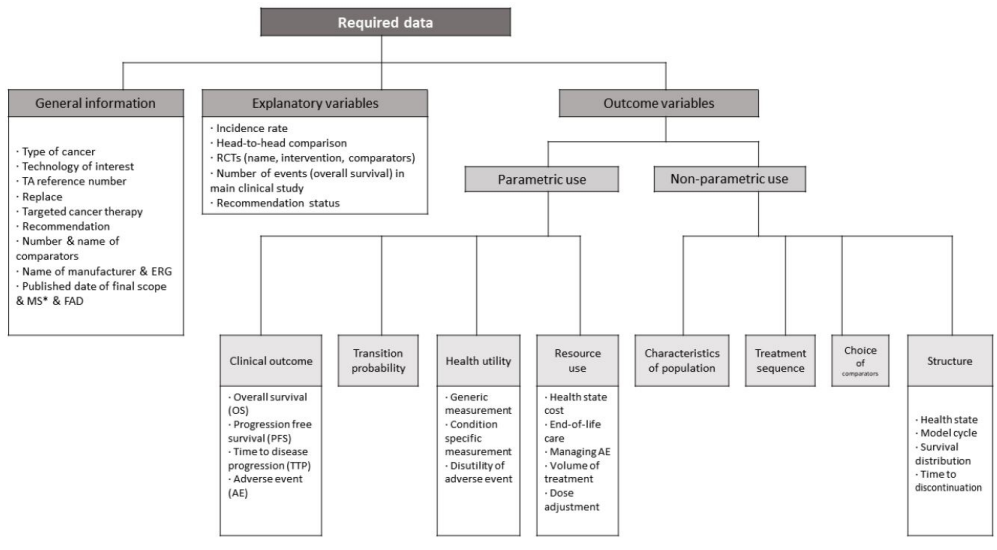 Required data
General information
· Type of cancer
· Technology of interest
· TA reference number
· Replace
· Targeted cancer therapy
· Recommendation
· Number & name of
comparators
· Name of manufacturer & ERG
· Published date of final scope
& MS* & FAD
Explanatory variables
· Incidence rate
· Head-to-head comparison
· RCTs (name, intervention, comparators)
· Number of events (overall survival) in
main clinical study
· Recommendation status
Outcome variables
Parametric use
Non-parametric use
Clinical outcome
· Overall survival
(OS)
· Progression free
survival (PFS)
· Time to disease
progression (TTP)
· Adverse event
(AE)
Transition
probability
Health utility
· Generic
measurement
· Condition
specific
measurement
· Disutility of
adverse event
Resource
use
· Health state
cost
· End-of-life
care
· Managing AE
· Volume of
treatment
· Dose
adjustment
Characteristics
of population
Treatment
sequence
Choice
of
comparators
Structure
· Health state
· Model cycle
· Survival
distribution
· Time to
discontinuation